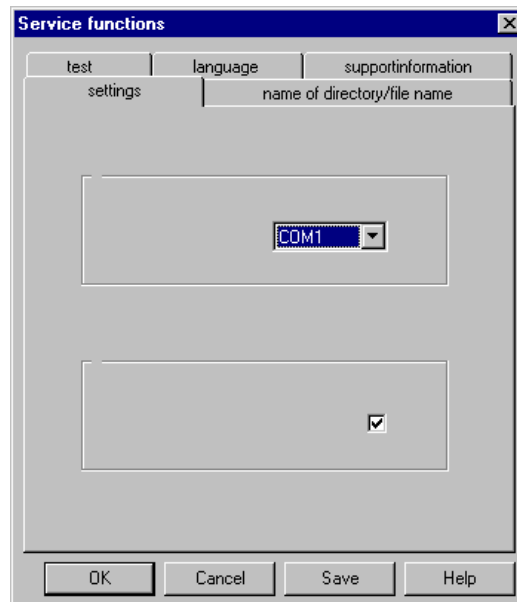 Service functions
test language supportinformation
settings name of directory/file name
COM1
OK Cancel Save Help